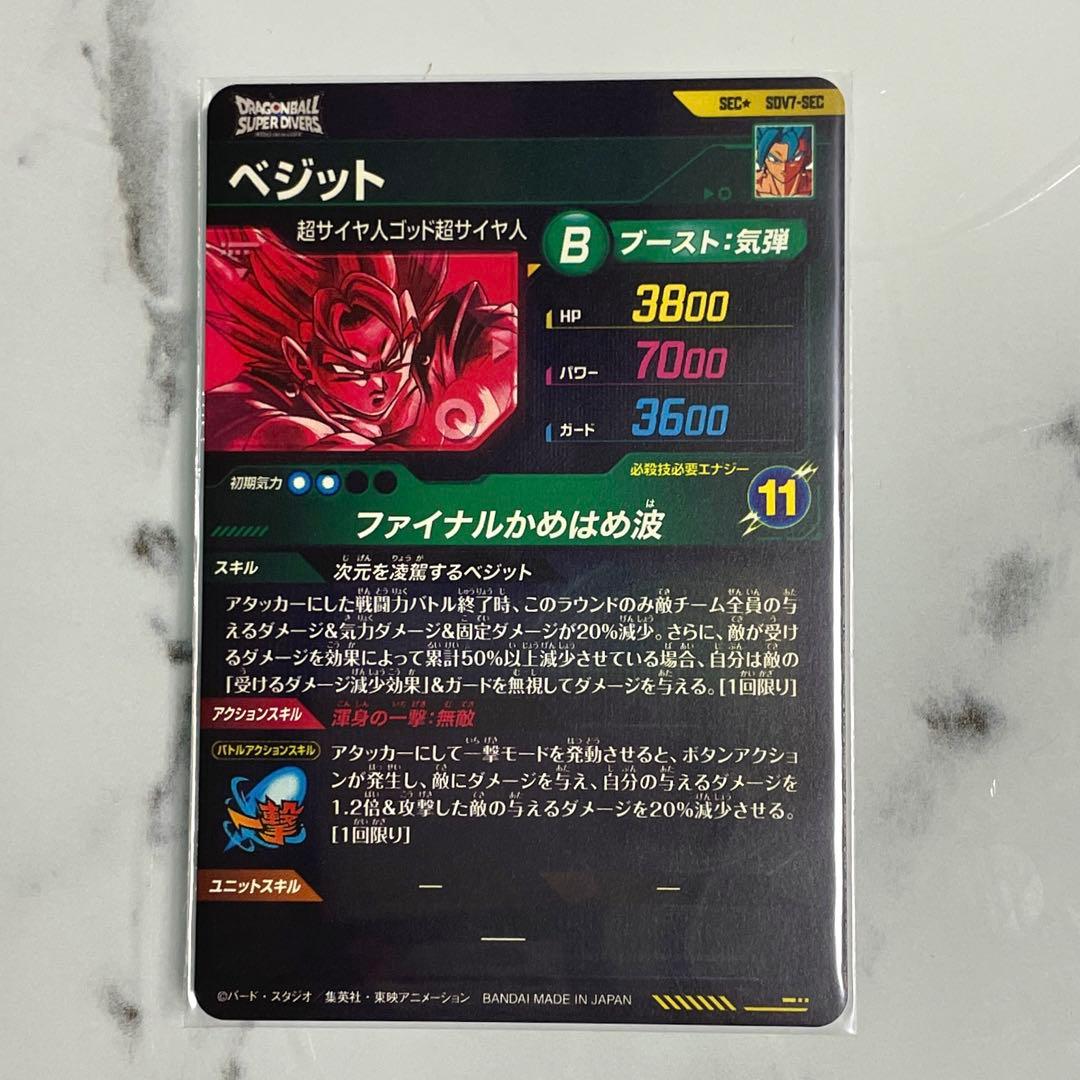 SEC★ SDV7-SEC
DRAGONBALL
SUPER DIVERS
ベジット
超サイヤ人ゴッド超サイヤ人
B ブースト:気弾
HP 3800
パワー 7000
ガード 3600
初期気力
必殺技必要エナジー
11
ファイナルかめはめ波
スキル 次元を凌駕するベジット
アタッカーにした戦闘力バトル終了時、このラウンドのみ敵チーム全員の与
えるダメージ&気力ダメージ&固定ダメージが20%減少。さらに、敵が受け
るダメージを効果によって累計50%以上減少させている場合、自分は敵の
「受けるダメージ減少効果」&ガードを無視してダメージを与える。[1回限り]
アクションスキル 渾身の一撃:無敵
バトルアクションスキル
一撃
アタッカーにして一撃モードを発動させると、ボタンアクショ
ンが発生し、敵にダメージを与え、自分の与えるダメージを
1.2倍&攻撃した敵の与えるダメージを20%減少させる。
[1回限り]
ユニットスキル — —
—
©バード・スタジオ／集英社・東映アニメーション BANDAI MADE IN JAPAN